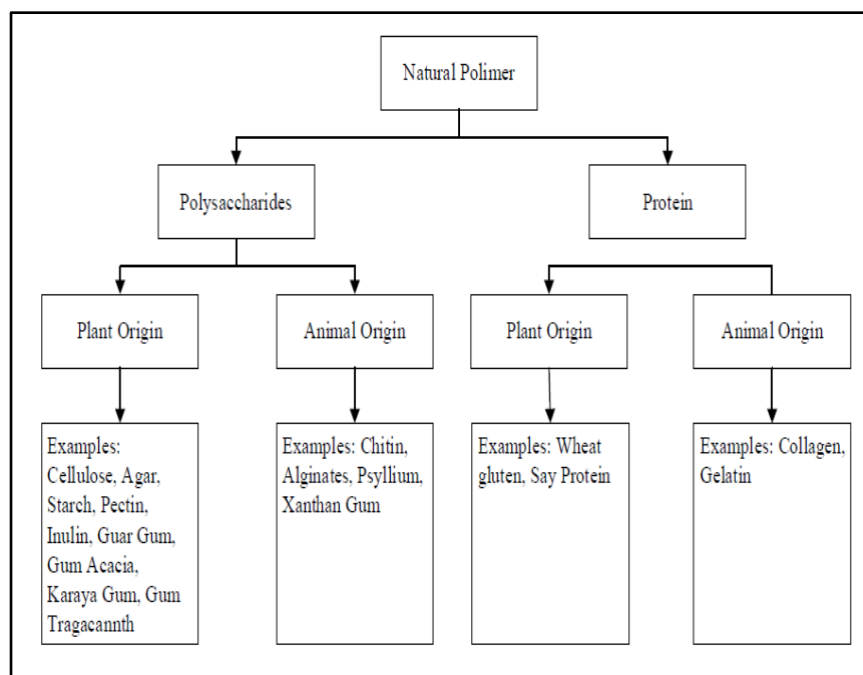 Natural Polimer
Polysaccharides
Protein
Plant Origin
Animal Origin
Plant Origin
Animal Origin
Examples:
Cellulose, Agar,
Starch, Pectin,
Inulin, Guar Gum,
Gum Acacia,
Karaya Gum, Gum
Tragacannth
Examples: Chitin,
Alginates, Psyllium,
Xanthan Gum
Examples: Wheat
gluten, Say Protein
Examples: Collagen,
Gelatin